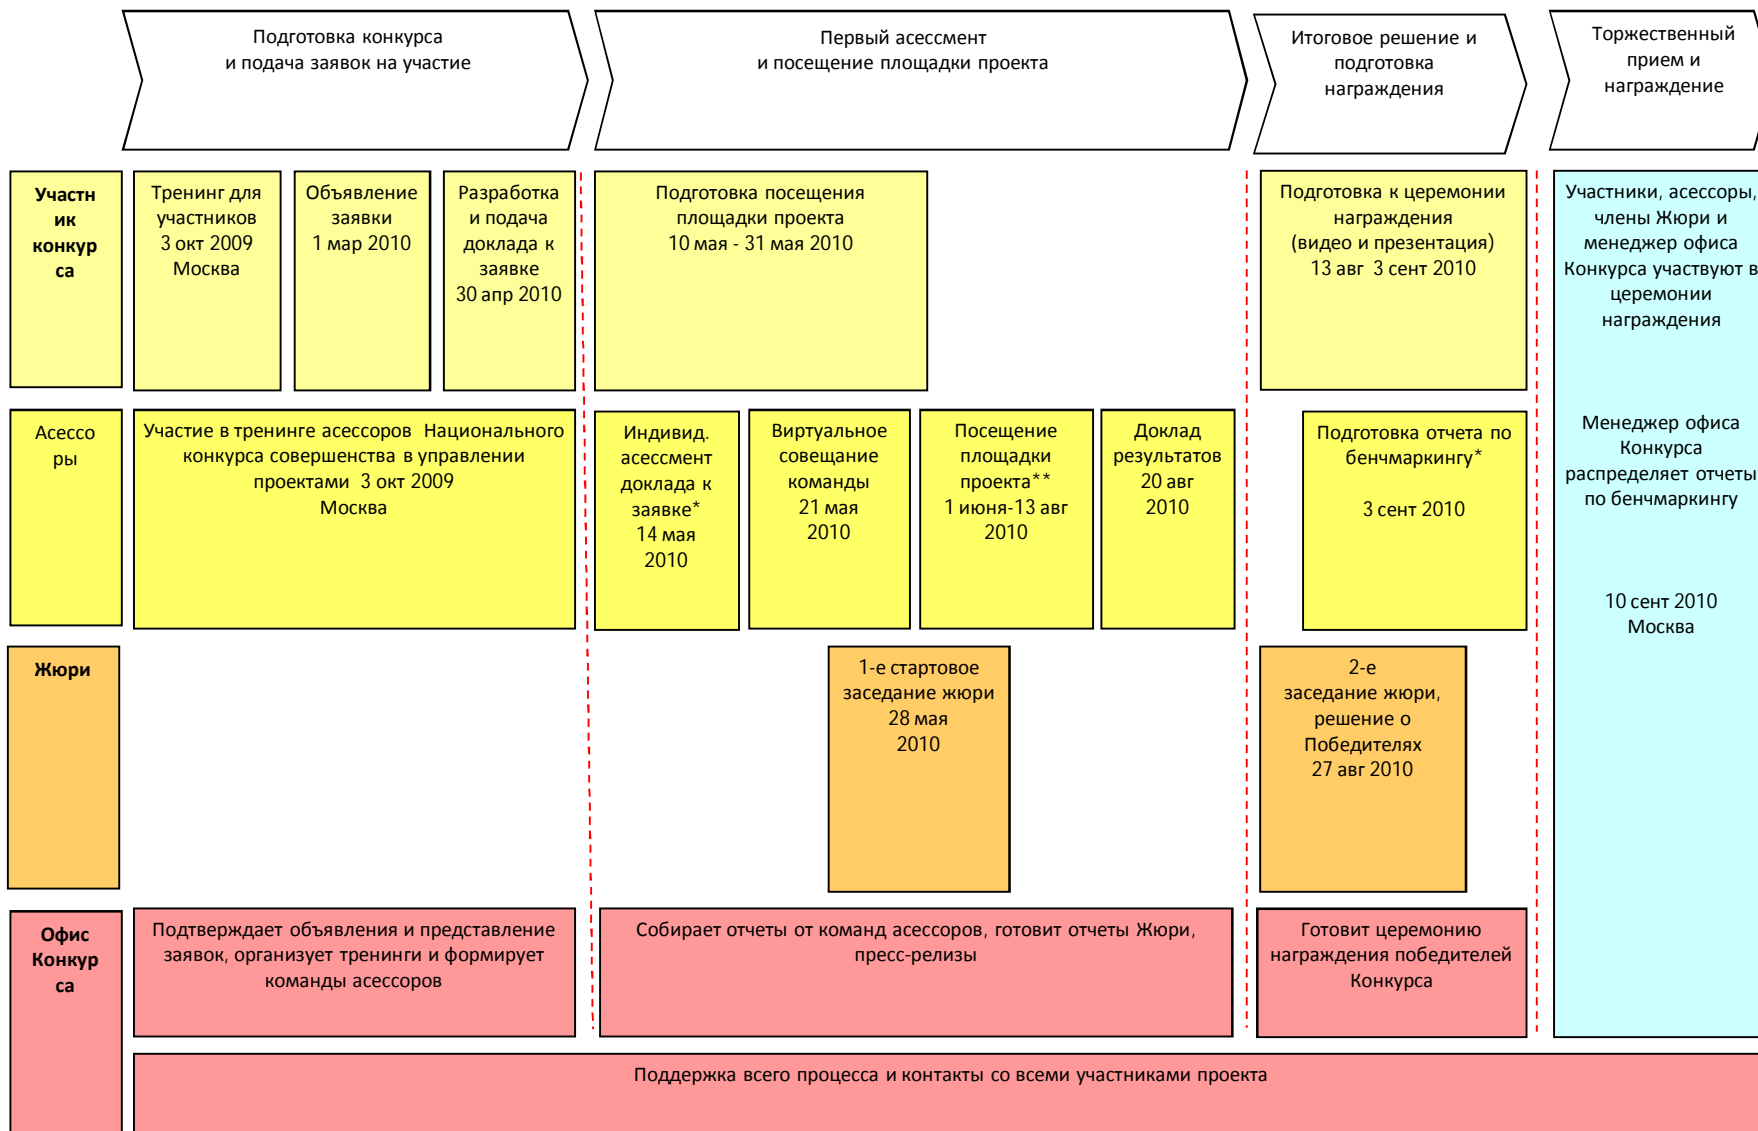 Подготовка конкурса
и подача заявок на участие
Первый асессмент
и посещение площадки проекта
Итоговое решение и
подготовка
награждения
Торжественный
прием и
награждение
Участн
ик
конкур
са
Тренинг для
участников
3 окт 2009
Москва
Объявление
заявки
1 мар 2010
Разработка
и подача
доклада к
заявке
30 апр 2010
Подготовка посещения
площадки проекта
10 мая - 31 мая 2010
Подготовка к церемонии
награждения
(видео и презентация)
13 авг 3 сент 2010
Участники, асессоры,
члены Жюри и
менеджер офиса
Конкурса участвуют в
церемонии
награждения
Менеджер офиса
Конкурса
распределяет отчеты
по бенчмаркингу
10 сент 2010
Москва
Асессо
ры
Участие в тренинге асессоров Национального
конкурса совершенства в управлении
проектами 3 окт 2009
Москва
Индивид.
асессмент
доклада к
заявке*
14 мая
2010
Виртуальное
совещание
команды
21 мая
2010
Посещение
площадки
проекта**
1 июня-13 авг
2010
Доклад
результатов
20 авг
2010
Подготовка отчета по
бенчмаркингу*
3 сент 2010
Жюри
1-е стартовое
заседание жюри
28 мая
2010
2-е
заседание жюри,
решение о
Победителях
27 авг 2010
Офис
Конкур
са
Подтверждает объявления и представление
заявок, организует тренинги и формирует
команды асессоров
Собирает отчеты от команд асессоров, готовит отчеты Жюри,
пресс-релизы
Готовит церемонию
награждения победителей
Конкурса
Поддержка всего процесса и контакты со всеми участниками проекта